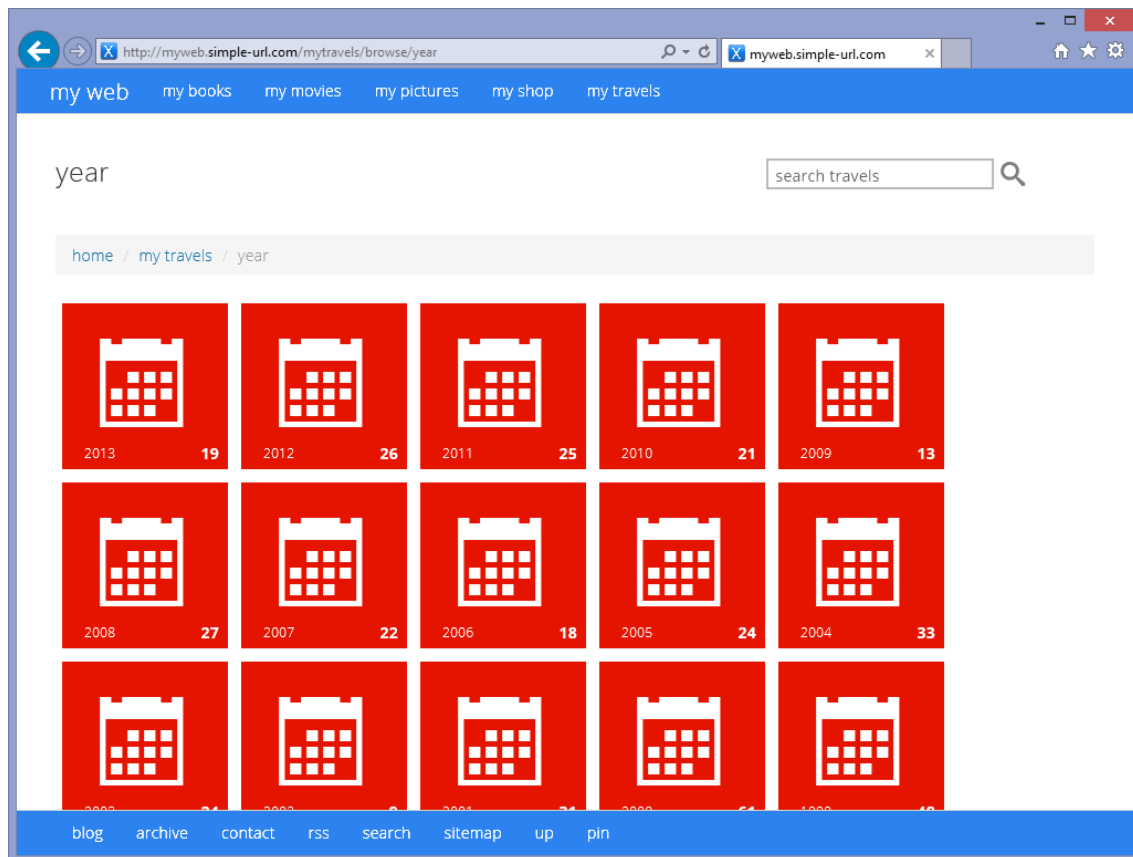 http://myweb.simple-url.com/mytravels/browse/year
myweb.simple-url.com
my web my books my movies my pictures my shop my travels
year
search travels
home / my travels / year
2013 19 2012 26 2011 25 2010 21 2009 13
2008 27 2007 22 2006 18 2005 24 2004 33
blog archive contact rss search sitemap up pin